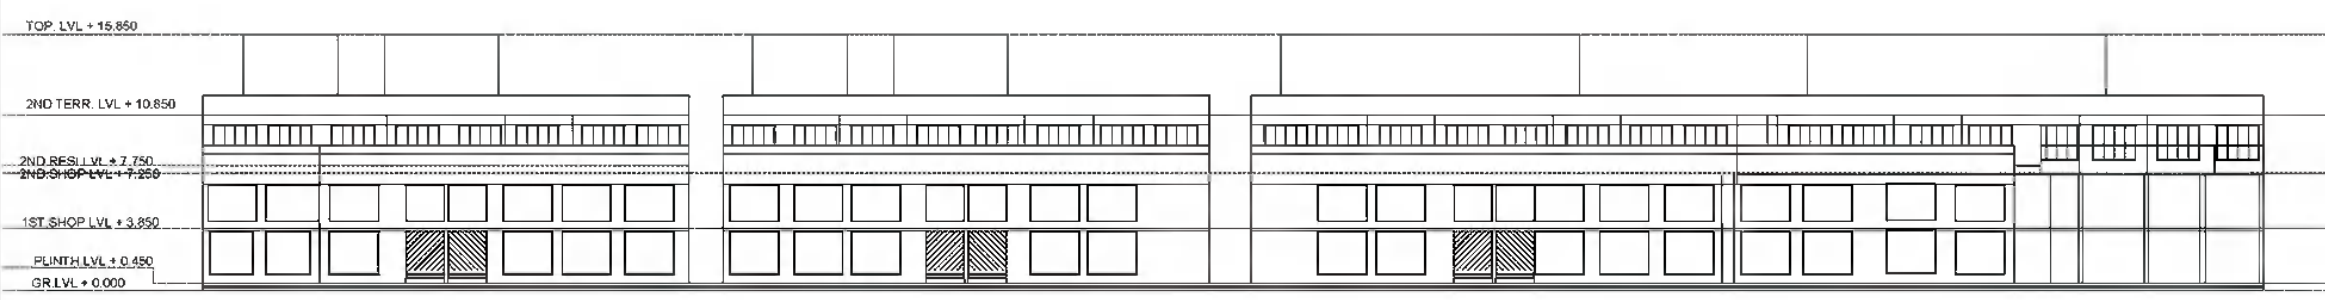 TOP. LVL + 15.850
2ND TERR. LVL + 10.850
2ND.RESI.LVL + 7.750
2ND.SHOP LVL + 7.250
1ST.SHOP LVL + 3.850
PLINTH.LVL + 0.450
GR.LVL + 0.000